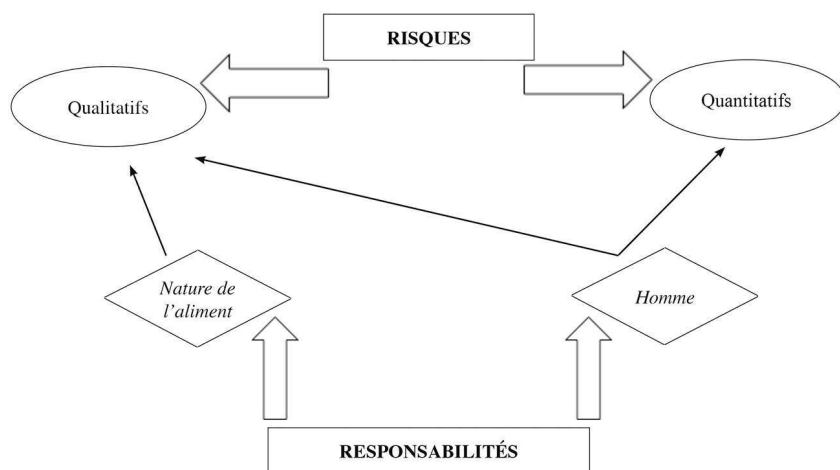 RISQUES
Qualitatifs
Quantitatifs
Nature de
l’aliment
Homme
RESPONSABILITÉS